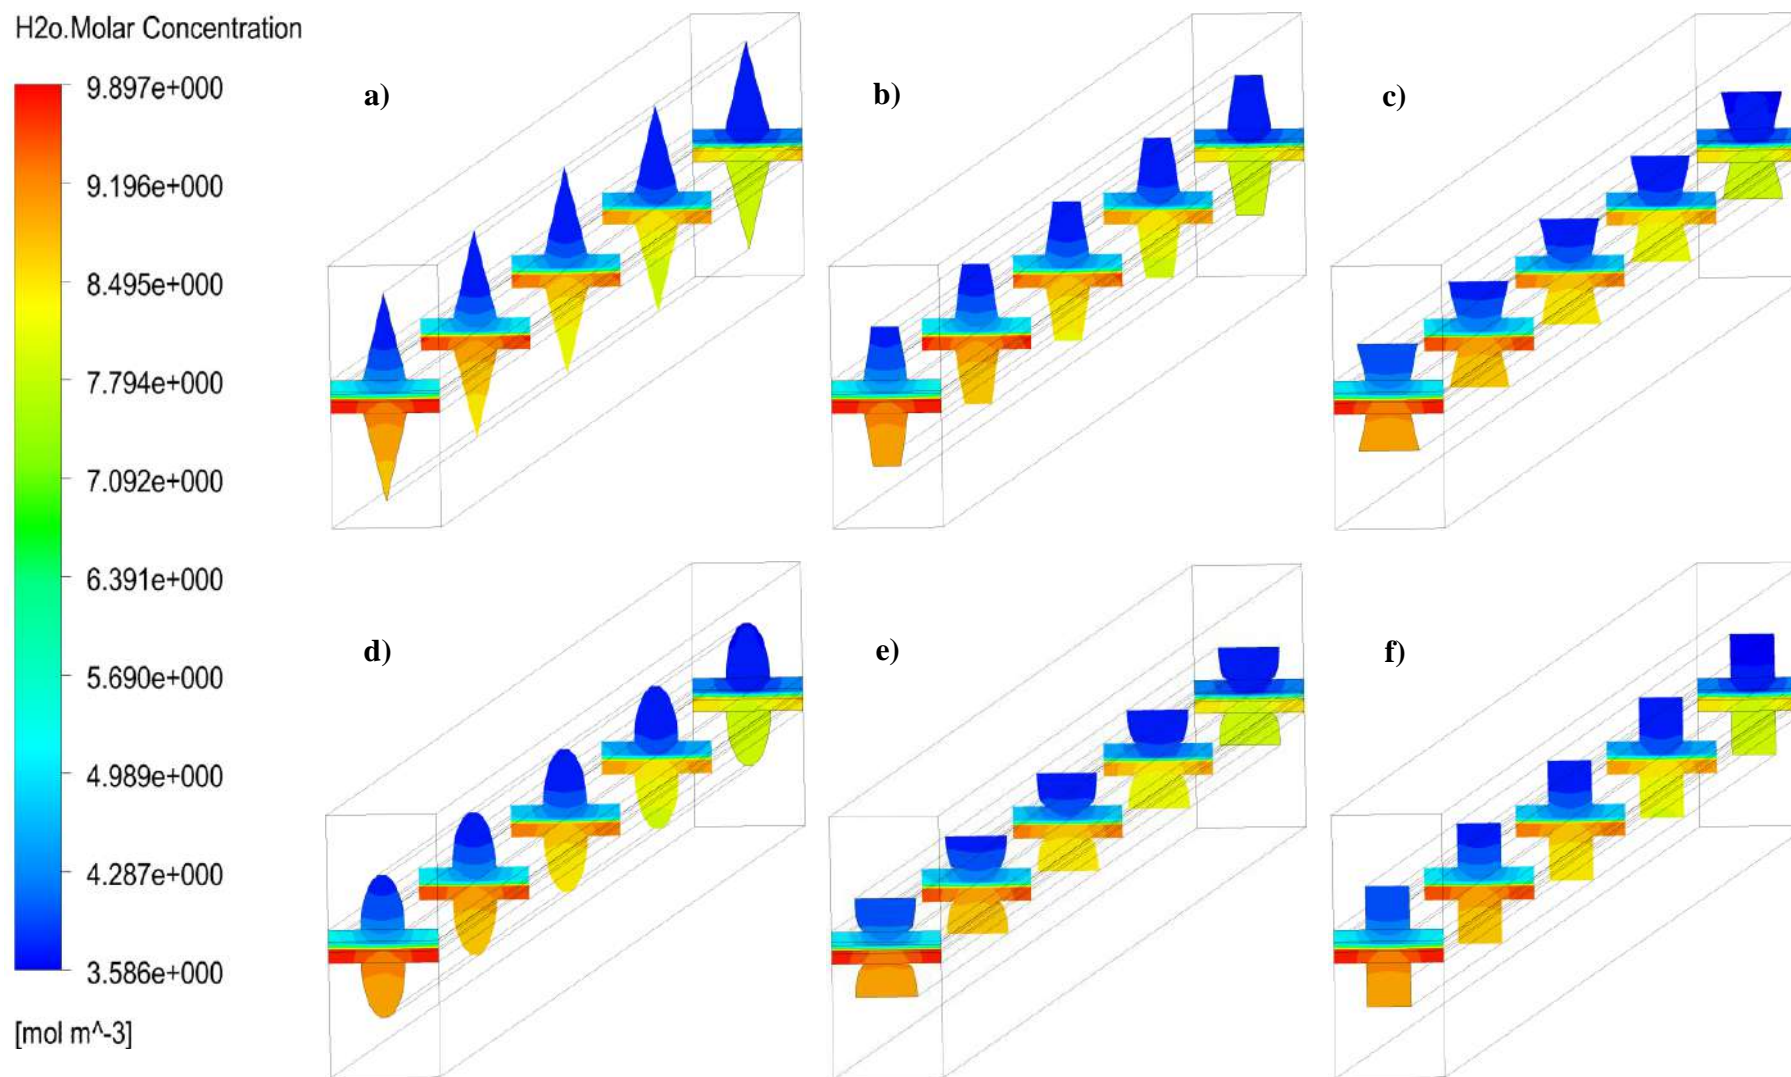 H2o.Molar Concentration
9.897e+000
9.196e+000
8.495e+000
7.794e+000
7.092e+000
6.391e+000
5.690e+000
4.989e+000
4.287e+000
3.586e+000
[mol m^-3]
a)
b)
c)
d)
e)
f)